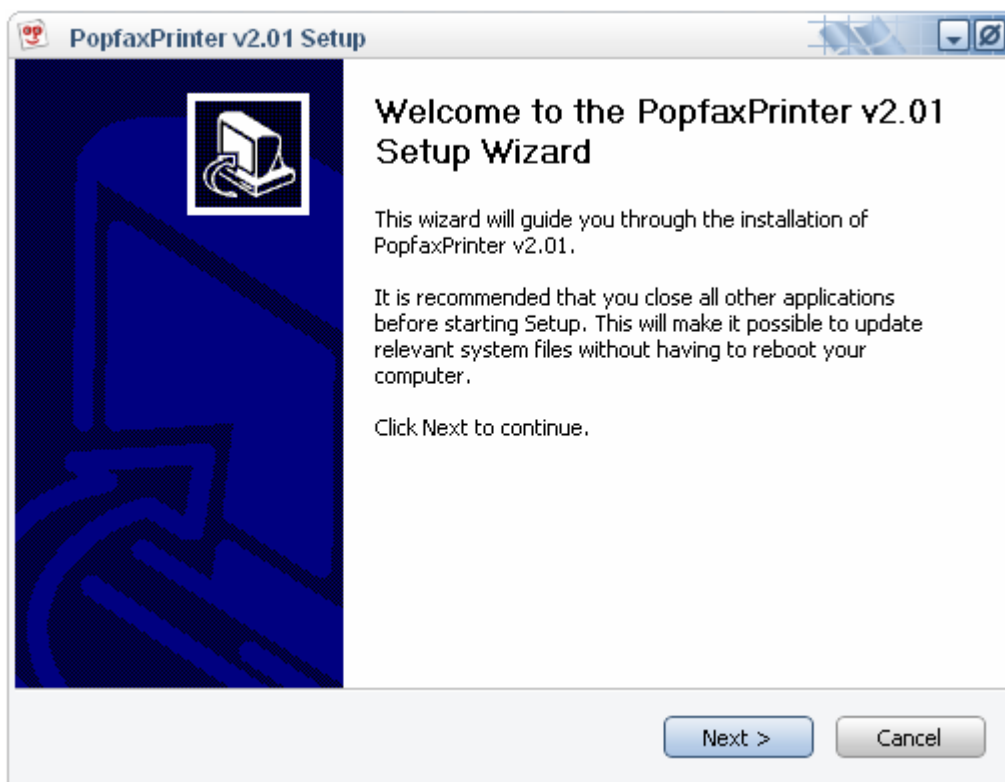 PopfaxPrinter v2.01 Setup
Welcome to the PopfaxPrinter v2.01
Setup Wizard
This wizard will guide you through the installation of
PopfaxPrinter v2.01.
It is recommended that you close all other applications
before starting Setup. This will make it possible to update
relevant system files without having to reboot your
computer.
Click Next to continue.
Next >
Cancel